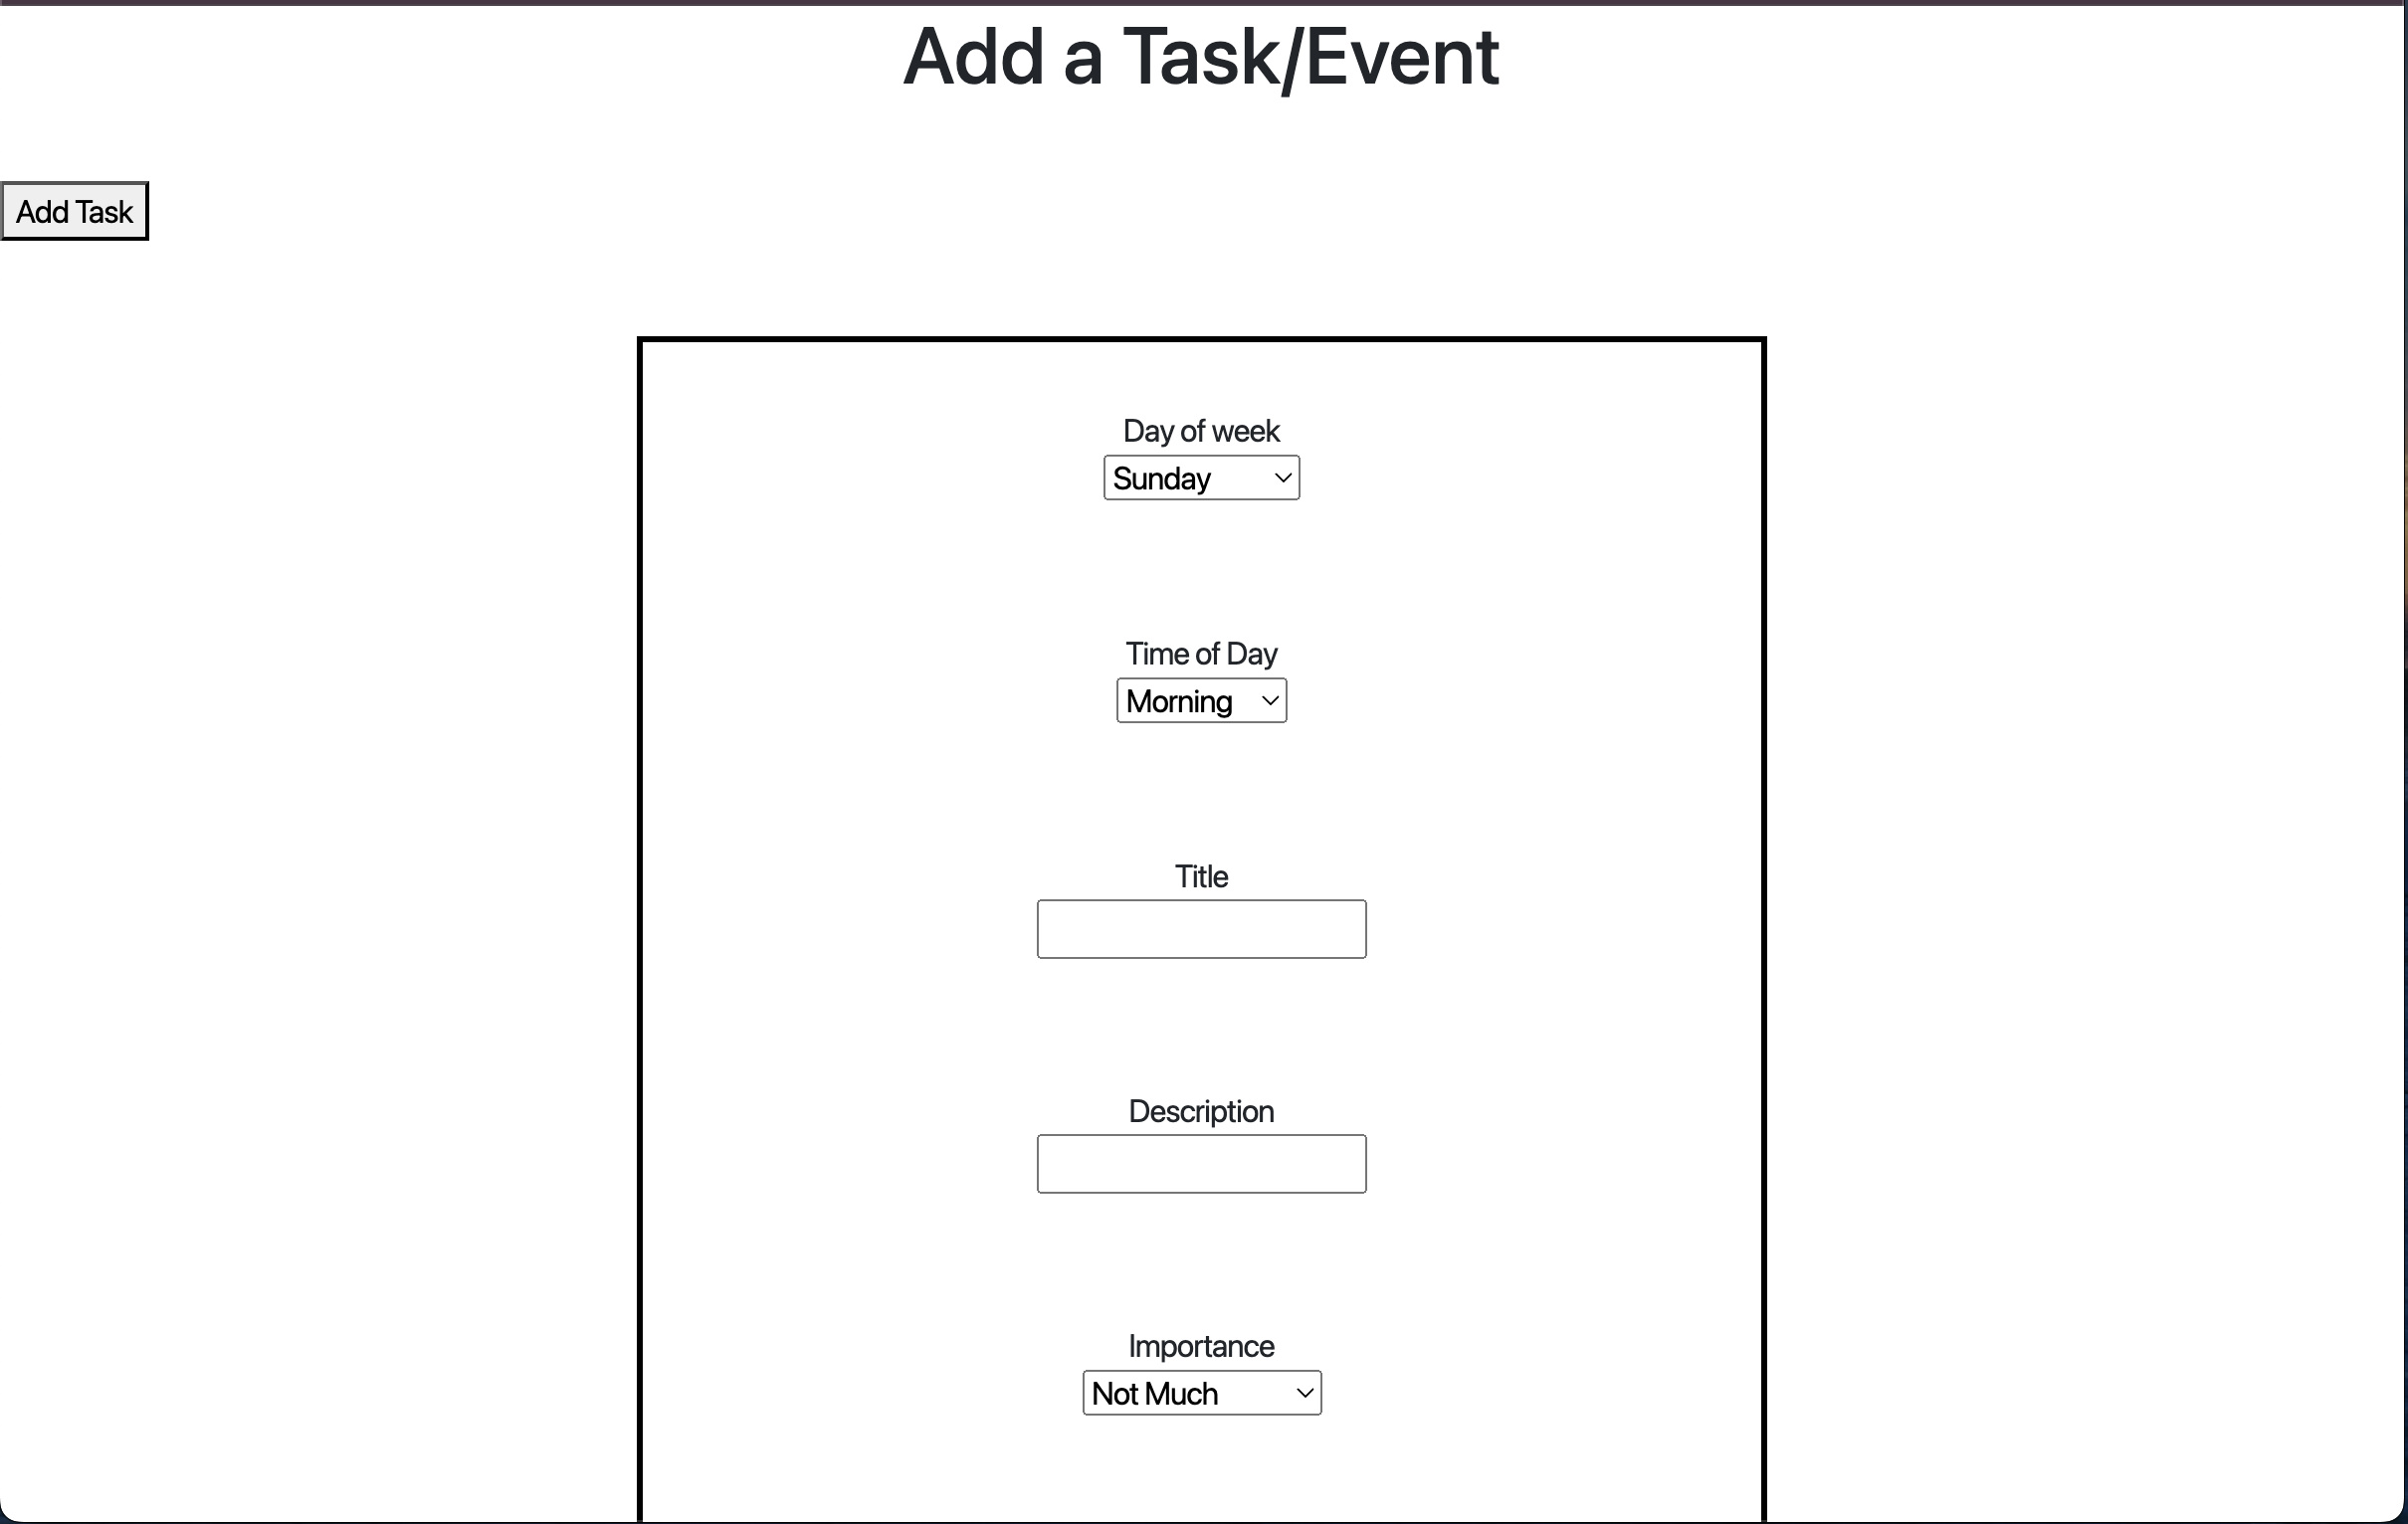 Add a Task/Event
Add Task
Day of week
Sunday
Time of Day
Morning
Title
Description
Importance
Not Much